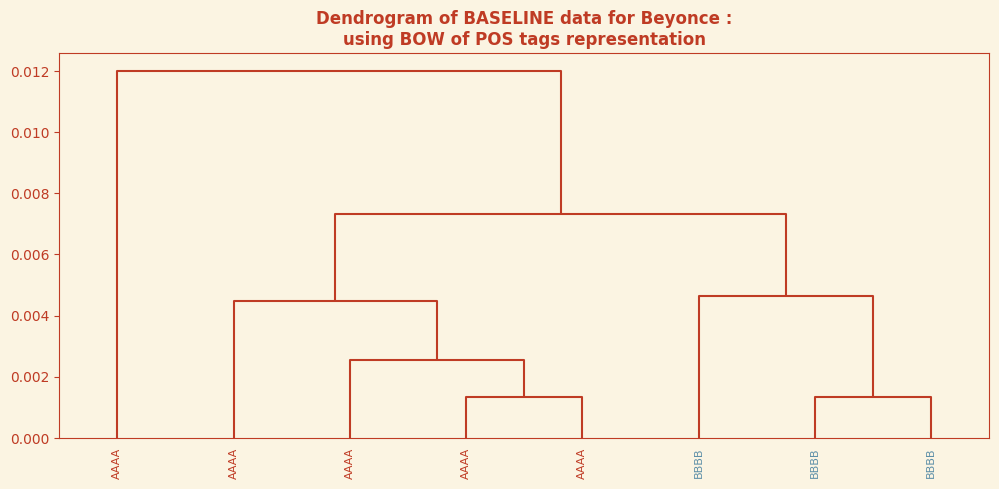 Dendrogram of BASELINE data for Beyonce :
using BOW of POS tags representation
0.012
0.010
0.008
0.006
0.004
0.002
0.000
AAAA
AAAA
AAAA
AAAA
AAAA
BBBB
BBBB
BBBB